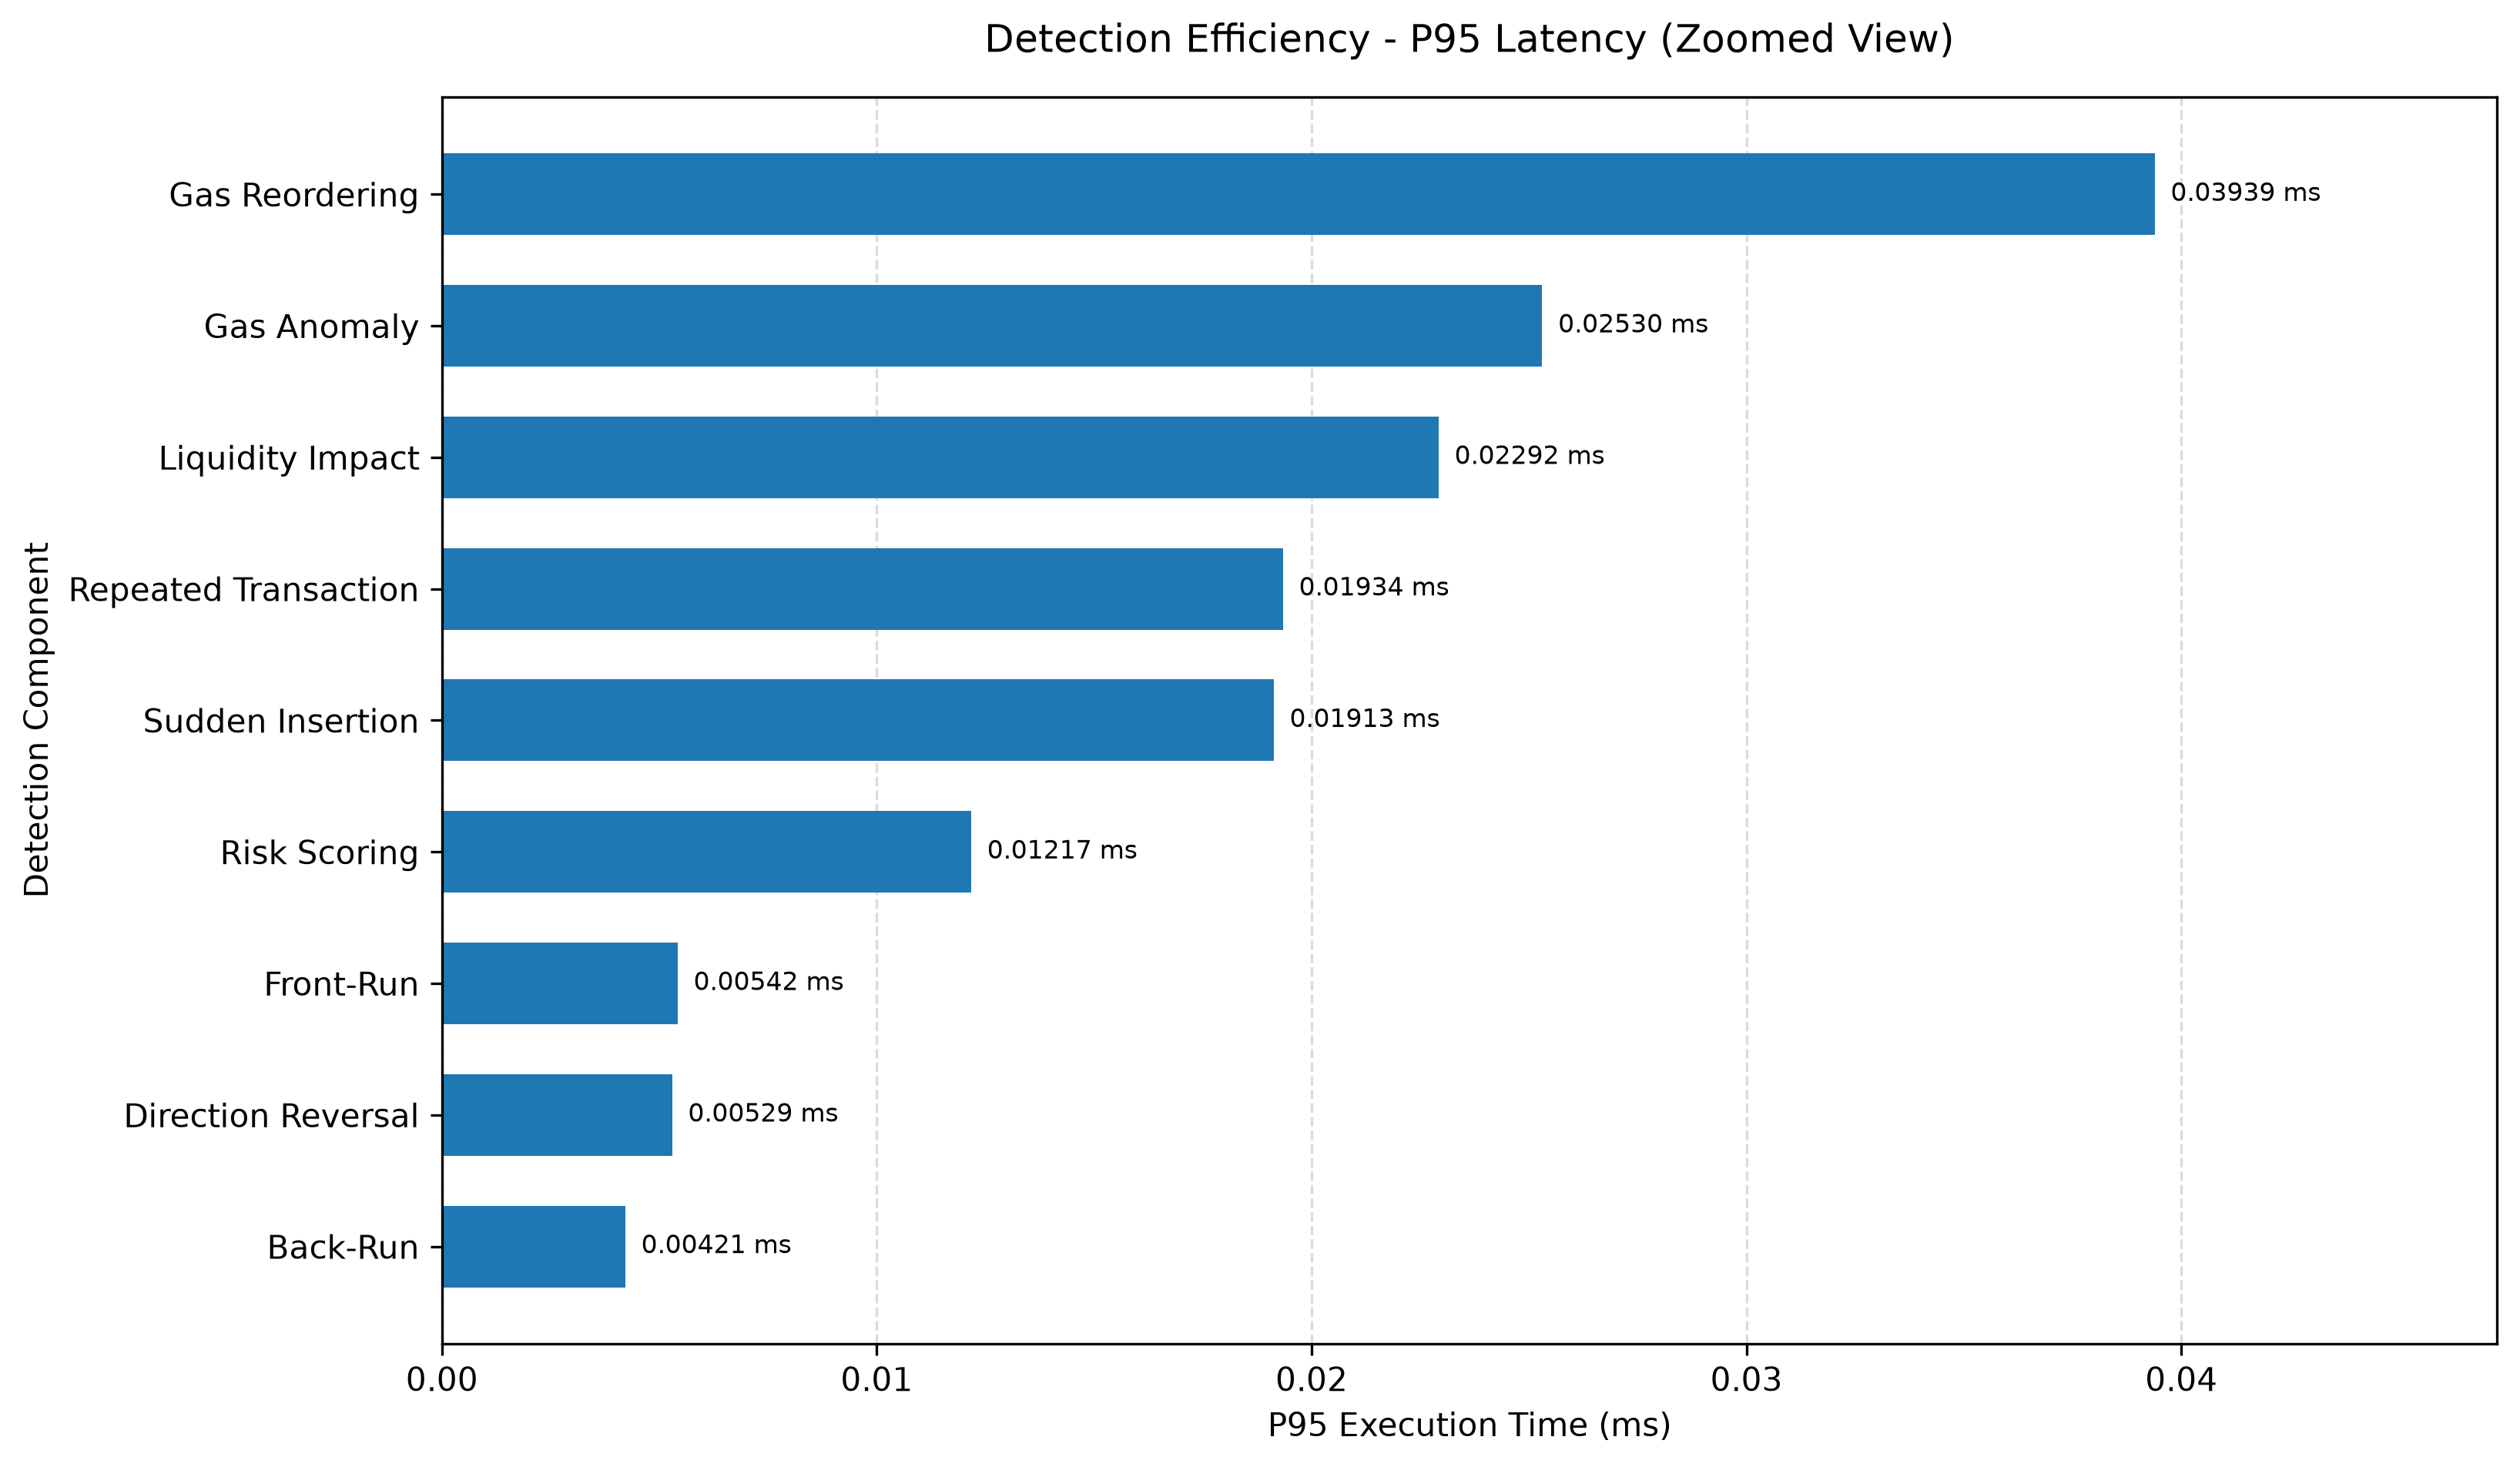 Detection Efficiency - P95 Latency (Zoomed View)
Detection Component
Gas Reordering
0.03939 ms
Gas Anomaly
0.02530 ms
Liquidity Impact
0.02292 ms
Repeated Transaction
0.01934 ms
Sudden Insertion
0.01913 ms
Risk Scoring
0.01217 ms
Front-Run
0.00542 ms
Direction Reversal
0.00529 ms
Back-Run
0.00421 ms
0.00
0.01
0.02
0.03
0.04
P95 Execution Time (ms)